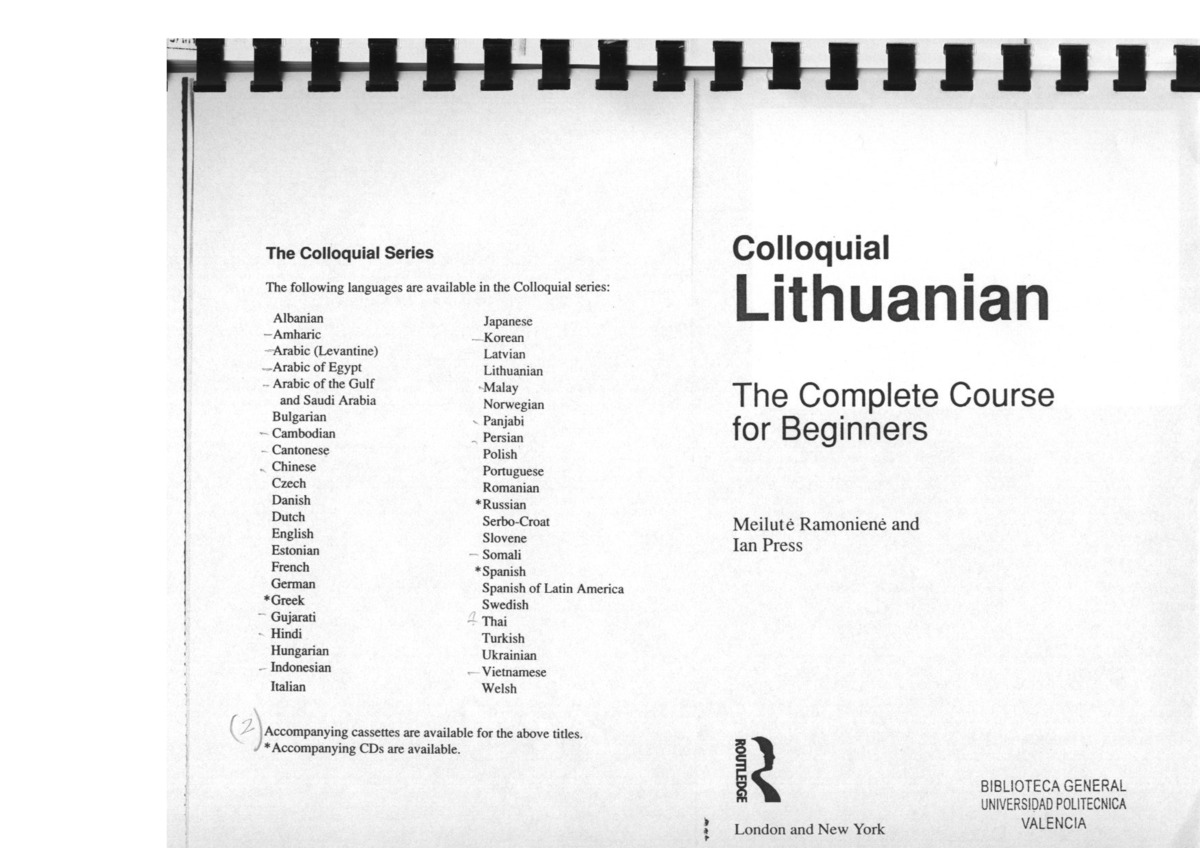 The Colloquial Series
The following languages are available in the Colloquial series:
Albanian
Amharic
Arabic (Levantine)
Arabic of Egypt
Arabic of the Gulf
and Saudi Arabia
Bulgarian
Cambodian
Cantonese
Chinese
Czech
Danish
Dutch
English
Estonian
French
German
*Greek
Gujarati
Hindi
Hungarian
Indonesian
Italian
Japanese
Korean
Latvian
Lithuanian
Malay
Norwegian
Panjabi
Persian
Polish
Portuguese
Romanian
*Russian
Serbo-Croat
Slovene
Somali
*Spanish
Spanish of Latin America
Swedish
Thai
Turkish
Ukrainian
Vietnamese
Welsh
(2)
Accompanying cassettes are available for the above titles.
*Accompanying CDs are available.
Colloquial
Lithuanian
The Complete Course
for Beginners
Meilutė Ramonienė and
Ian Press
ROUTLEDGE
London and New York
BIBLIOTECA GENERAL
UNIVERSIDAD POLITECNICA
VALENCIA